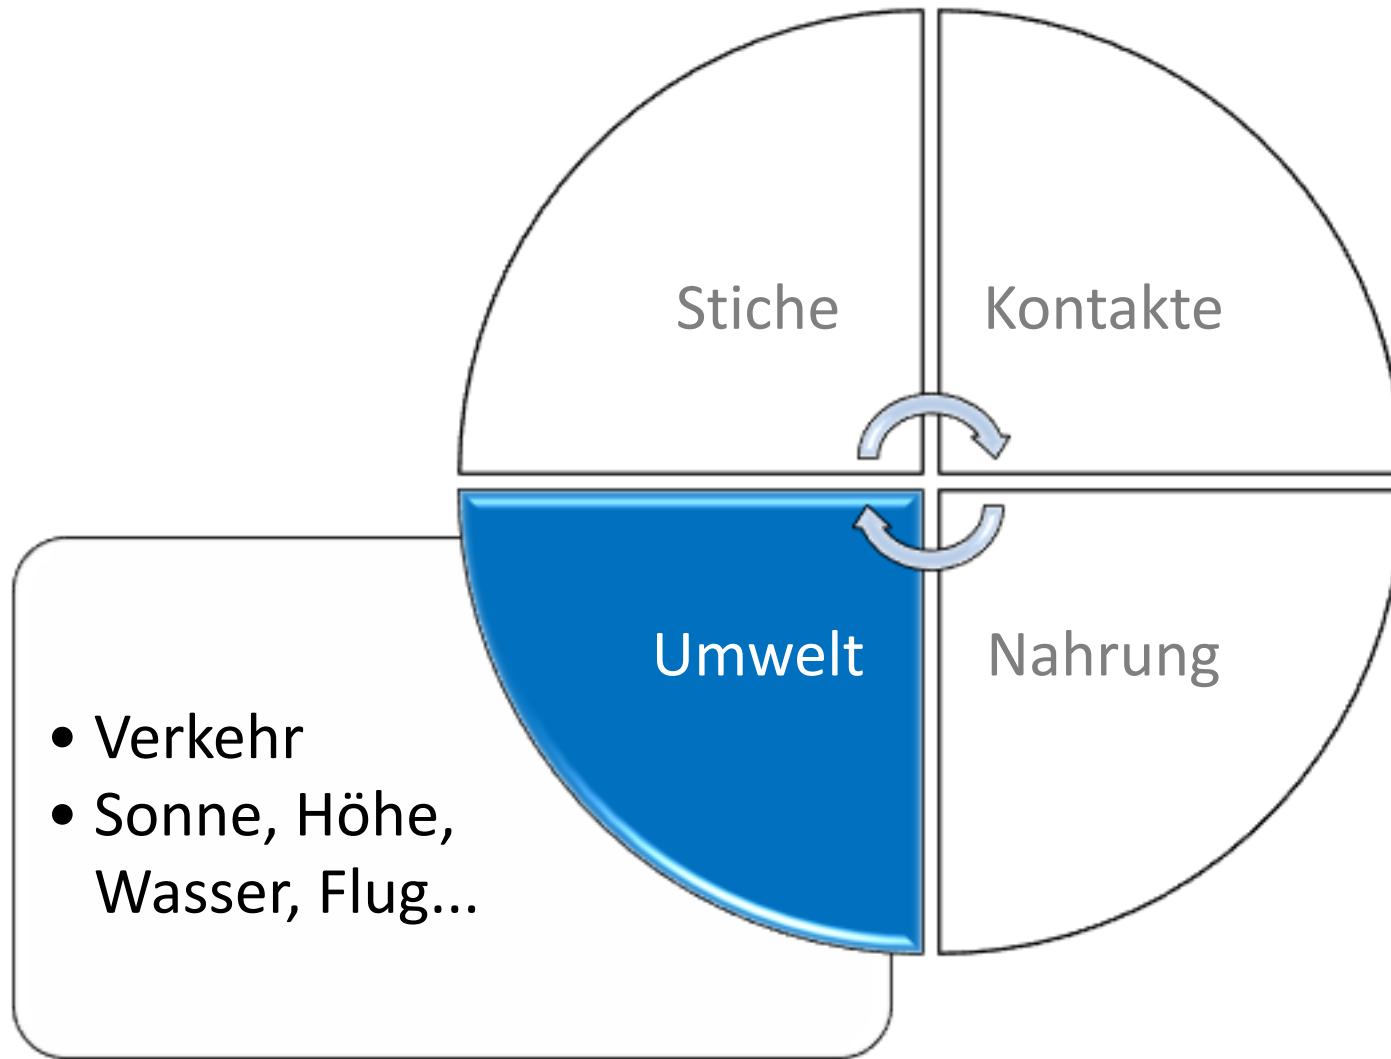 Stiche
Kontakte
Umwelt
Nahrung
• Verkehr
• Sonne, Höhe,
Wasser, Flug...